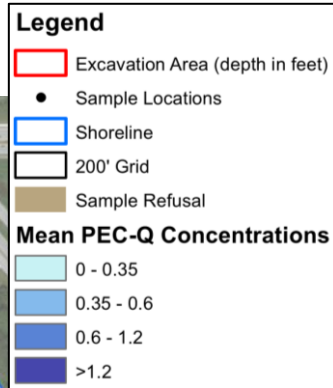 Legend
Excavation Area (depth in feet)
Sample Locations
Shoreline
200' Grid
Sample Refusal
Mean PEC-Q Concentrations
0 - 0.35
0.35 - 0.6
0.6 - 1.2
>1.2